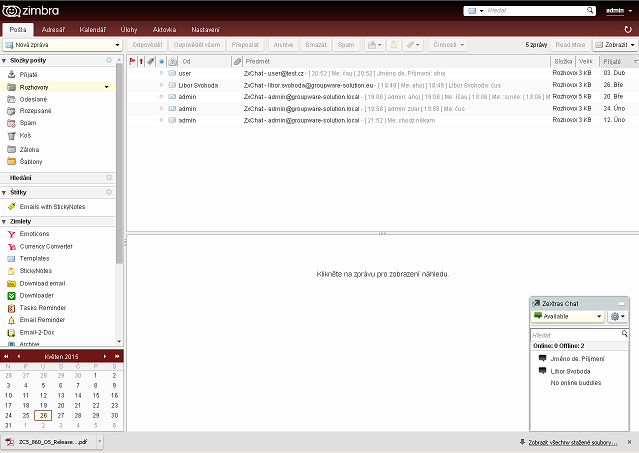 zimbra
Hledat
admin
Pošta Adresář Kalendář Úlohy Aktovka Nastavení
Nová zpráva
Odpovědět Odpovědět všem Přeposlat Archive Smazat Spam Činnosti 5 zprávy Read More Zobrazit
Složky pošty
Přijaté
Rozhovory
Odeslané
Rozepsané
Spam
Koš
Záloha
Šablony
Hledání
Štítky
Emails with StickyNotes
Zimlety
Emoticons
Currency Converter
Templates
StickyNotes
Download email
Downloader
Tasks Reminder
Email Reminder
Email-2-Doc
Archive
Od Předmět Složka Velik Přijaté
user ZxChat - user@test.cz - [ 20:52 ] Me: čau [ 20:52 ] Jméno de. Příjmení: ahoj Rozhovor 3 KB 03. Dub
Libor Svoboda ZxChat - libor.svoboda@groupware-solution.eu - [ 18:49 ] Me: ahoj [ 18:49 ] Libor Svoboda: čus Rozhovor 3 KB 26. Bře
admin ZxChat - admin@groupware-solution.local - [ 19:06 ] admin: ahoj [ 19:06 ] Me: čau [ 19:06 ] Me: :smile: [ 19:06 ] M Rozhovor 5 KB 20. Bře
admin ZxChat - admin@groupware-solution.local - [ 19:58 ] Me: ahoj [ 19:58 ] admin: zdar [ 19:58 ] Me: čus Rozhovor 3 KB 24. Úno
admin ZxChat - admin@groupware-solution.local - [ 21:52 ] Me: chodz někam Rozhovor 3 KB 12. Úno
Klikněte na zprávu pro zobrazení náhledu.
Zextras Chat
Available
Hledat
Online: 0 Offline: 2
Jméno de. Příjmení
Libor Svoboda
No online buddies
Květen 2015
N P Ú S Č P S
26 27 28 29 30 1 2
3 4 5 6 7 8 9
10 11 12 13 14 15 16
17 18 19 20 21 22 23
24 25 26 27 28 29 30
31 1 2 3 4 5 6
ZCS_860_OS_Release....pdf
Zobrazit všechny stažené soubory...